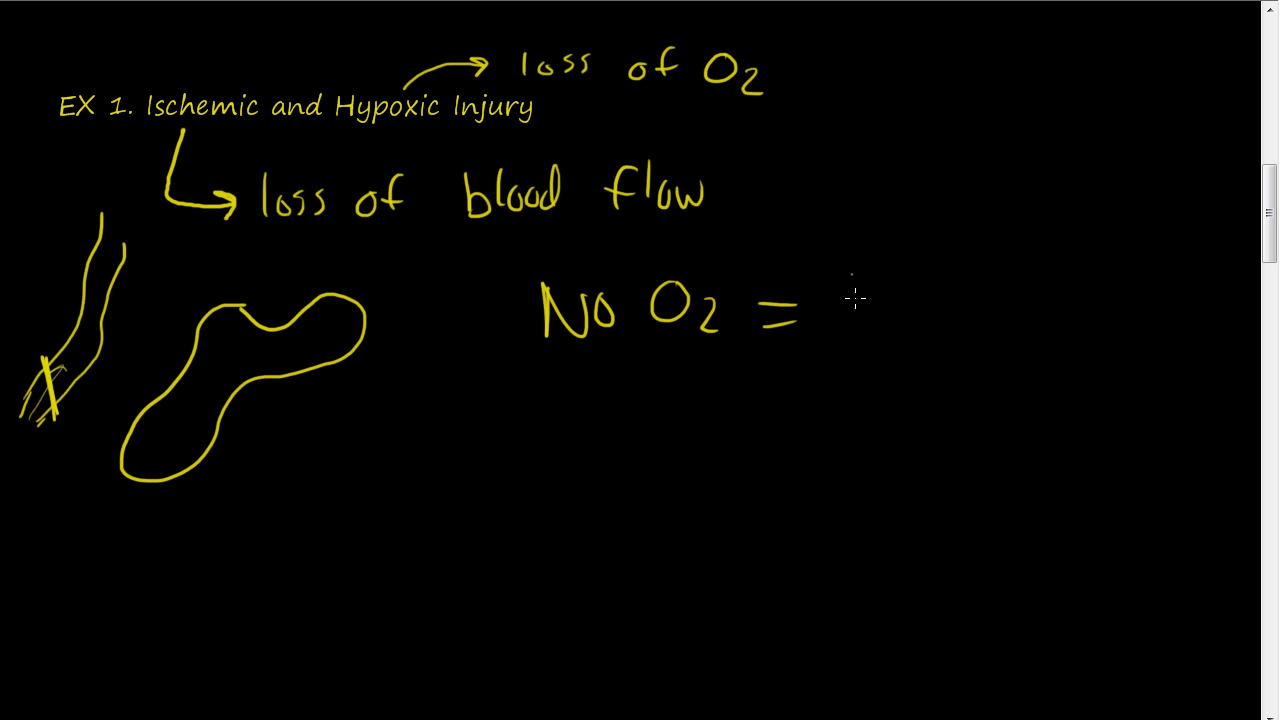 loss of O2
EX 1. Ischemic and Hypoxic Injury
loss of blood flow
No O2 =